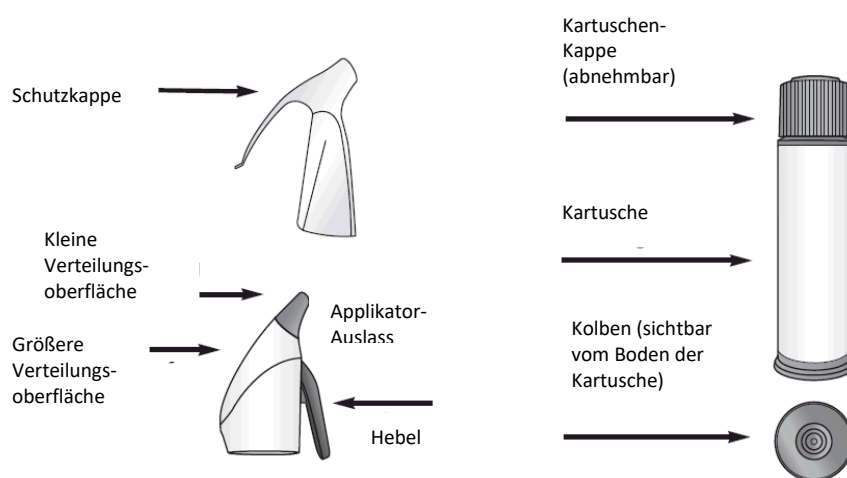 Schutzkappe
Kleine
Verteilungs-
oberfläche
Größere
Verteilungs-
oberfläche
Applikator-
Auslass
Hebel
Kartuschen-
Kappe
(abnehmbar)
Kartusche
Kolben (sichtbar
vom Boden der
Kartusche)